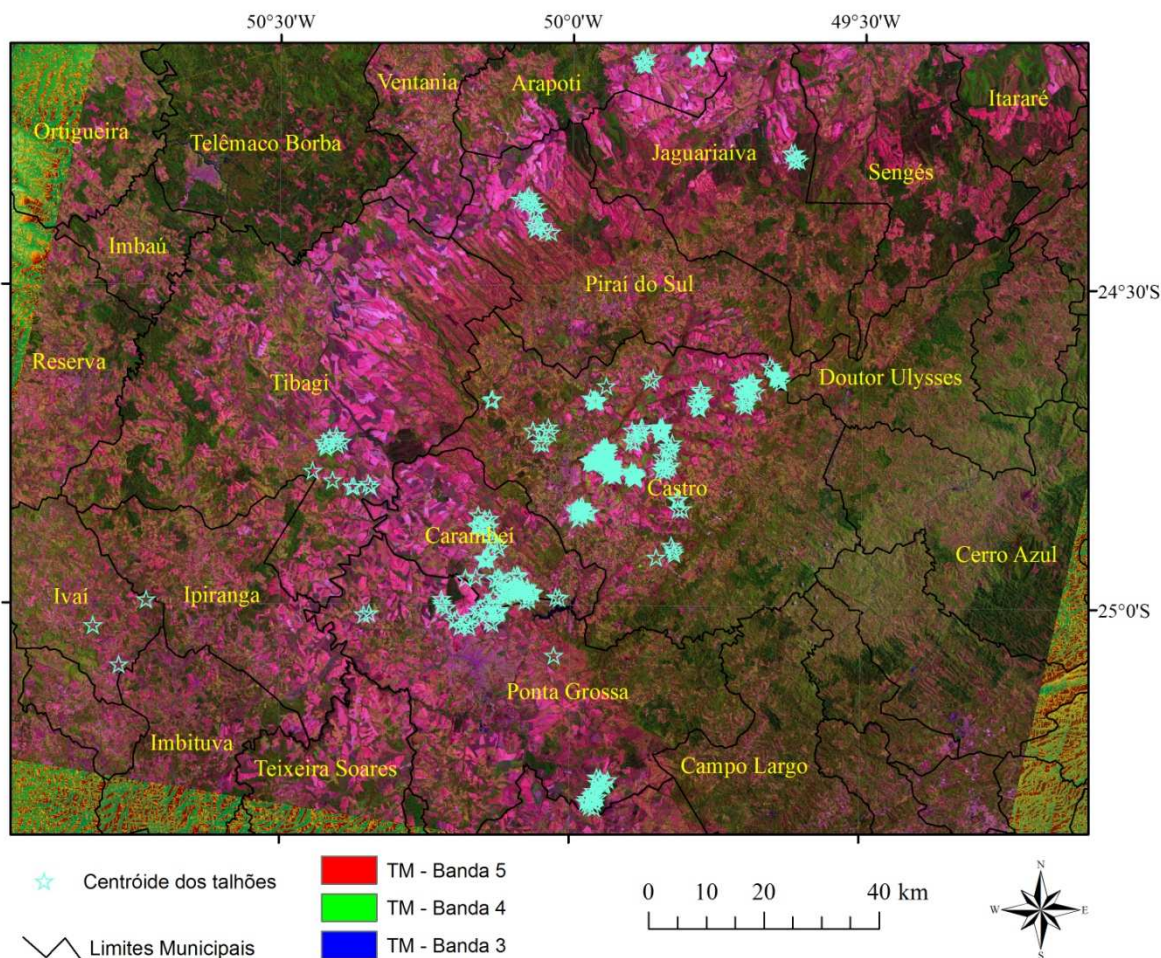 50°30'W 50°0'W 49°30'W
Ventania
Arapoti
Itararé
Ortigueira
Telêmaco Borba
Jaguariaíva
Sengés
Imbaú
Piraí do Sul
24°30'S
Reserva
Tibagi
Doutor Ulysses
Castro
Carambeí
Cerro Azul
Ivaí
Ipiranga
25°0'S
Ponta Grossa
Imbituva
Teixeira Soares
Campo Largo
Centróide dos talhões
Limites Municipais
TM - Banda 5
TM - Banda 4
TM - Banda 3
0 10 20 40 km
N
W E
S